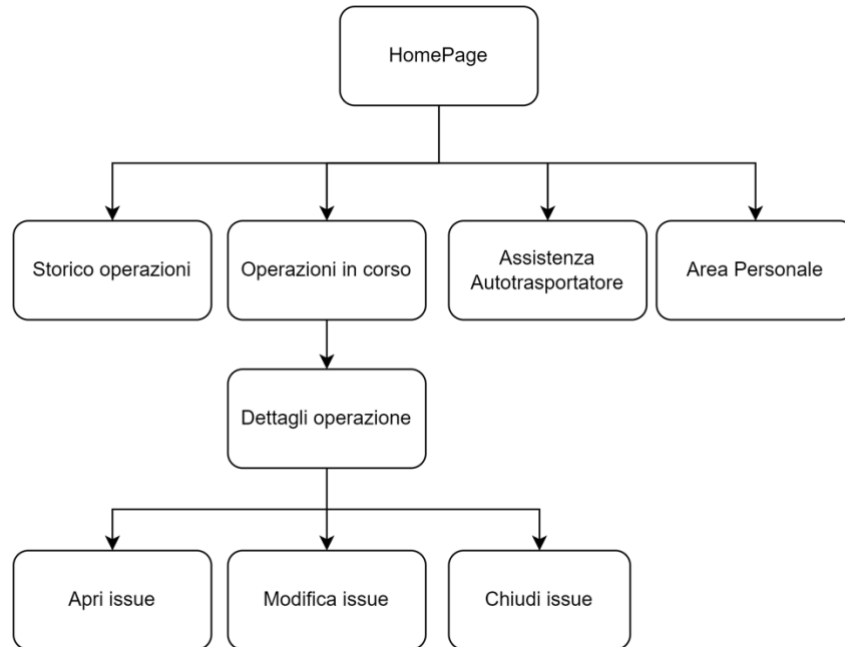 HomePage
Storico operazioni
Operazioni in corso
Assistenza
Autotrasportatore
Area Personale
Dettagli operazione
Apri issue
Modifica issue
Chiudi issue